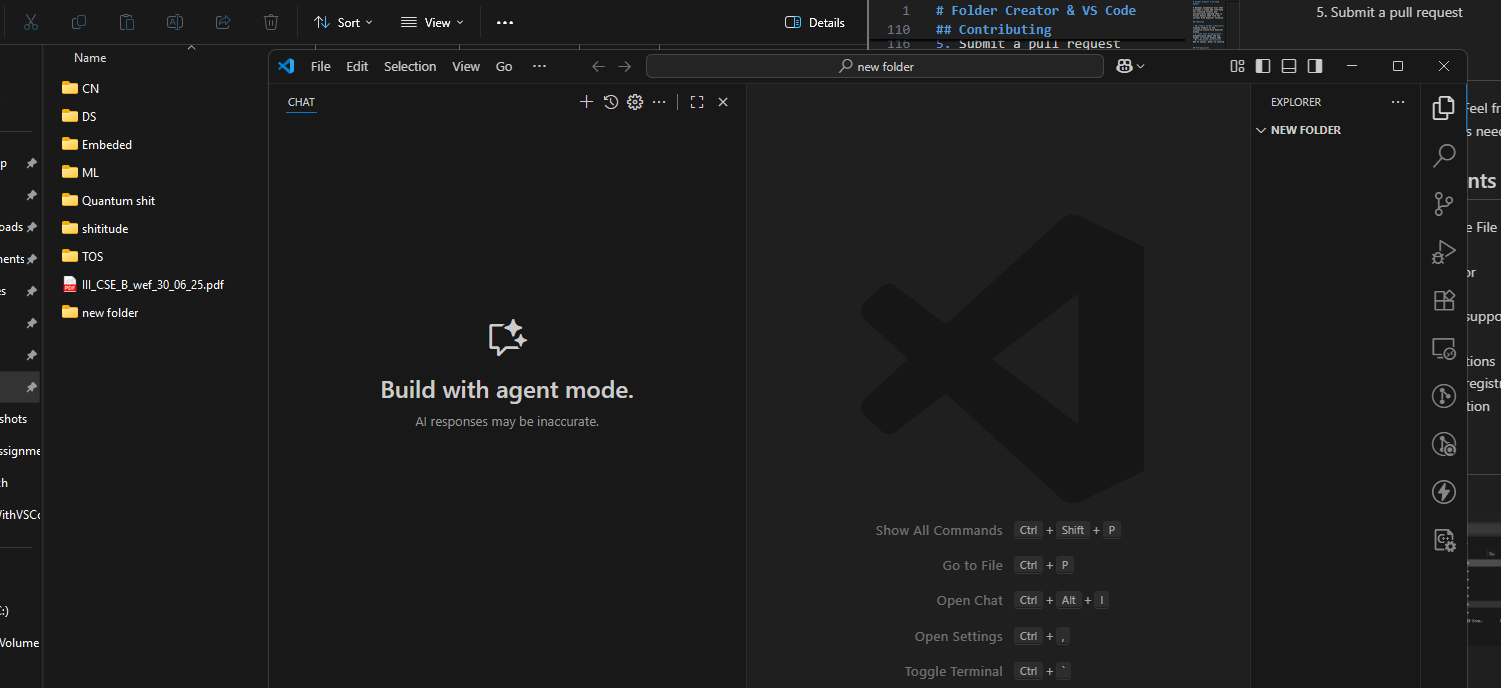 Sort
View
Details
1 # Folder Creator & VS Code
110 ## Contributing
116 5. Submit a pull request
5. Submit a pull request
Name
CN
DS
Embeded
ML
Quantum shit
shititude
TOS
III_CSE_B_wef_30_06_25.pdf
new folder
p
oads
ments
es
shots
ssignme
th
WithVSCo
C:)
Volume
File Edit Selection View Go
new folder
CHAT
Build with agent mode.
AI responses may be inaccurate.
Show All Commands Ctrl + Shift + P
Go to File Ctrl + P
Open Chat Ctrl + Alt + I
Open Settings Ctrl + ,
Toggle Terminal Ctrl + `
EXPLORER
NEW FOLDER
Feel fr
s need
nts
e File
or
suppo
tions
registr
tion